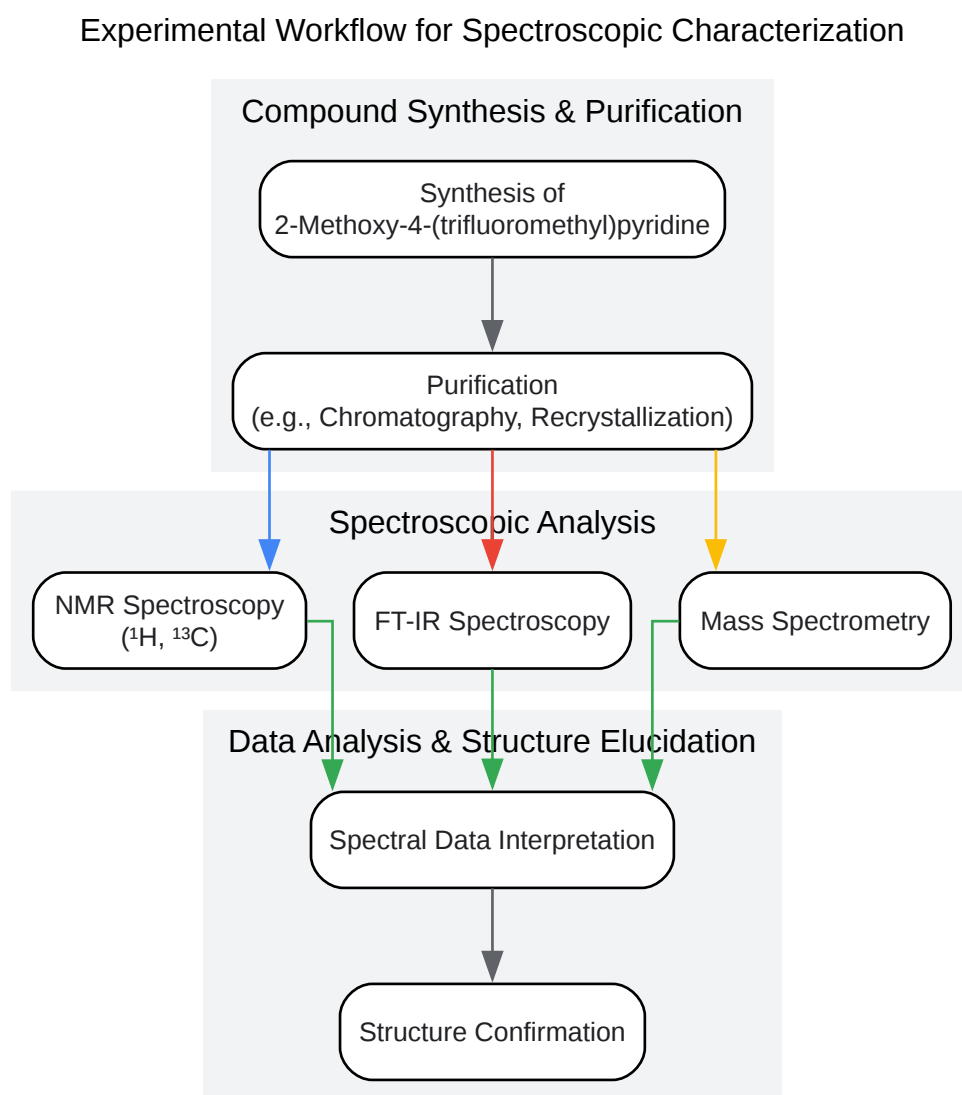 Experimental Workflow for Spectroscopic Characterization
Compound Synthesis & Purification
Synthesis of
2-Methoxy-4-(trifluoromethyl)pyridine
Purification
(e.g., Chromatography, Recrystallization)
Spectroscopic Analysis
NMR Spectroscopy
(¹H, ¹³C)
FT-IR Spectroscopy
Mass Spectrometry
Data Analysis & Structure Elucidation
Spectral Data Interpretation
Structure Confirmation